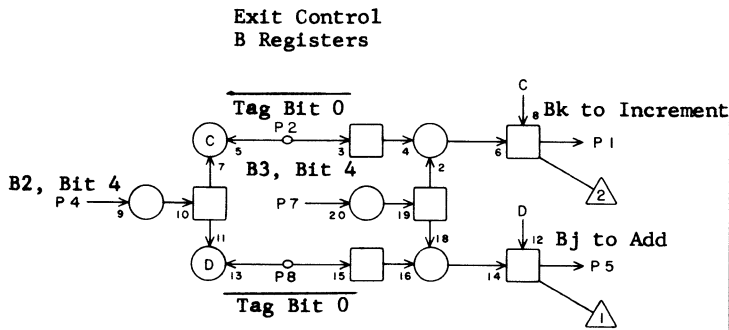 Exit Control
B Registers
Tag Bit 0
C
8 Bk to Increment
C
P2
5
3
4
6
P1
7
2
B2, Bit 4
B3, Bit 4
2
P4
9
10
P7
20
19
D
11
18
12 Bj to Add
D
13
P8
15
16
14
P5
Tag Bit 0
1